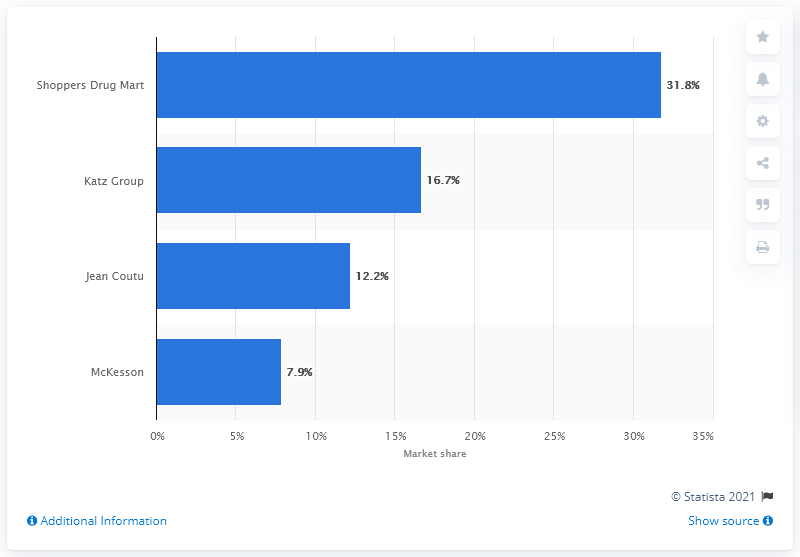 Shoppers Drug Mart 31.8%
Katz Group 16.7%
Jean Coutu 12.2%
McKesson 7.9%
0% 5% 10% 15% 20% 25% 30% 35%
Market share
© Statista 2021
Additional Information Show source